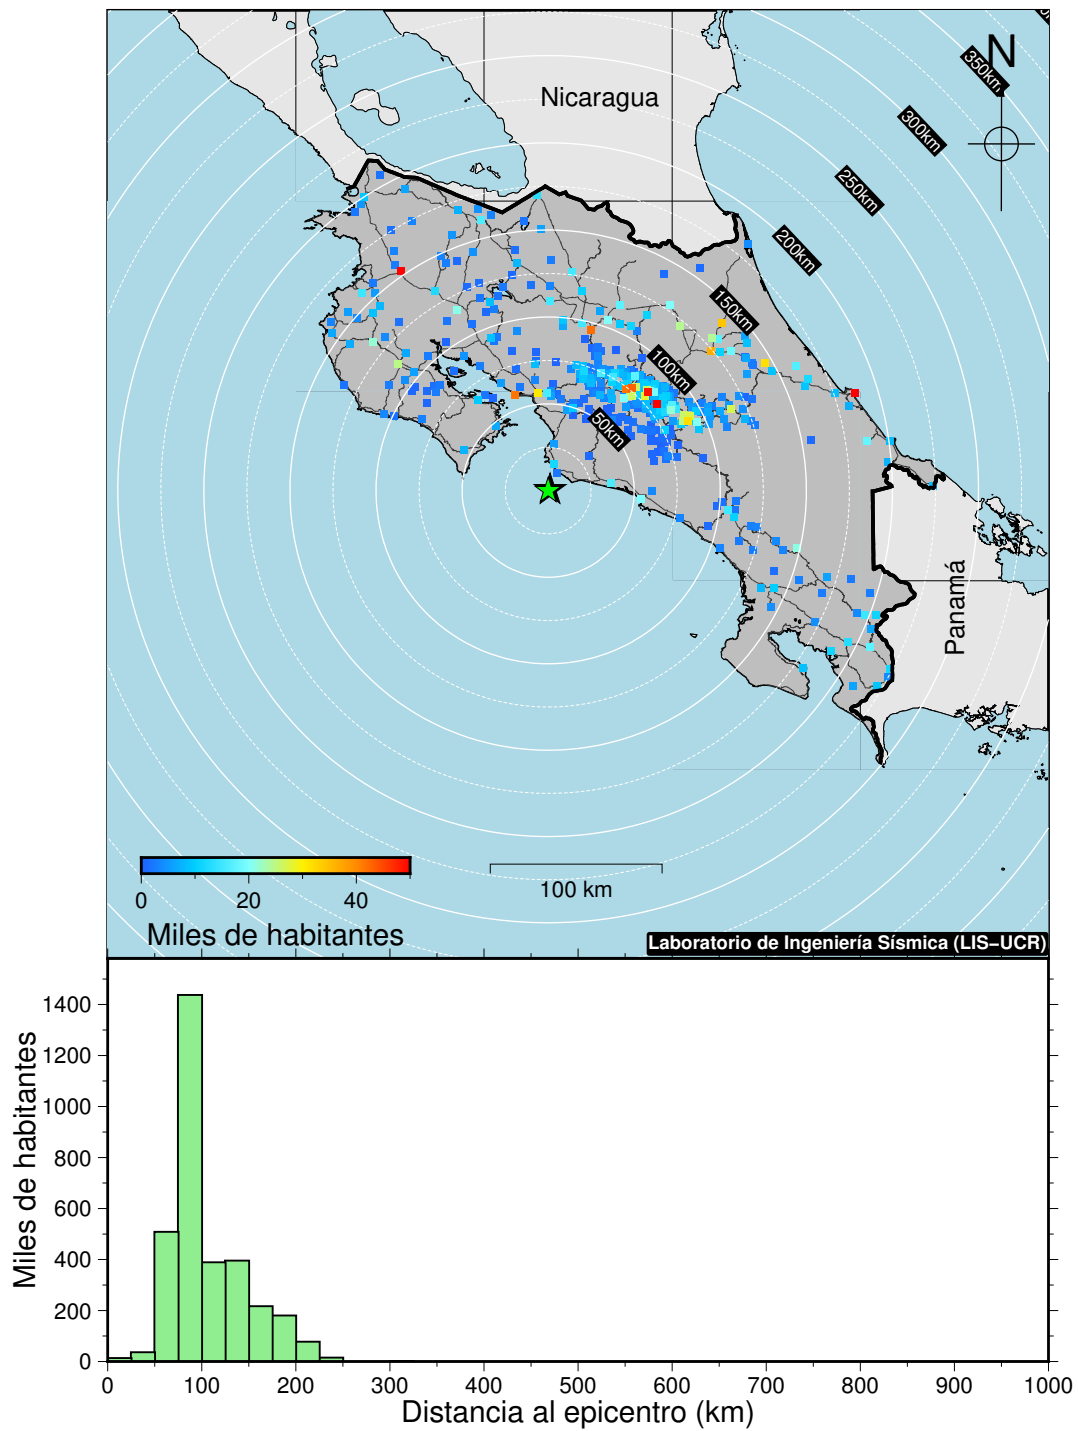 N
Nicaragua
350km
300km
250km
200km
150km
100km
50km
Panamá
0
20
40
Miles de habitantes
100 km
Laboratorio de Ingeniería Sísmica (LIS–UCR)
Miles de habitantes
1400
1200
1000
800
600
400
200
0
0 100 200 300 400 500 600 700 800 900 1000
Distancia al epicentro (km)